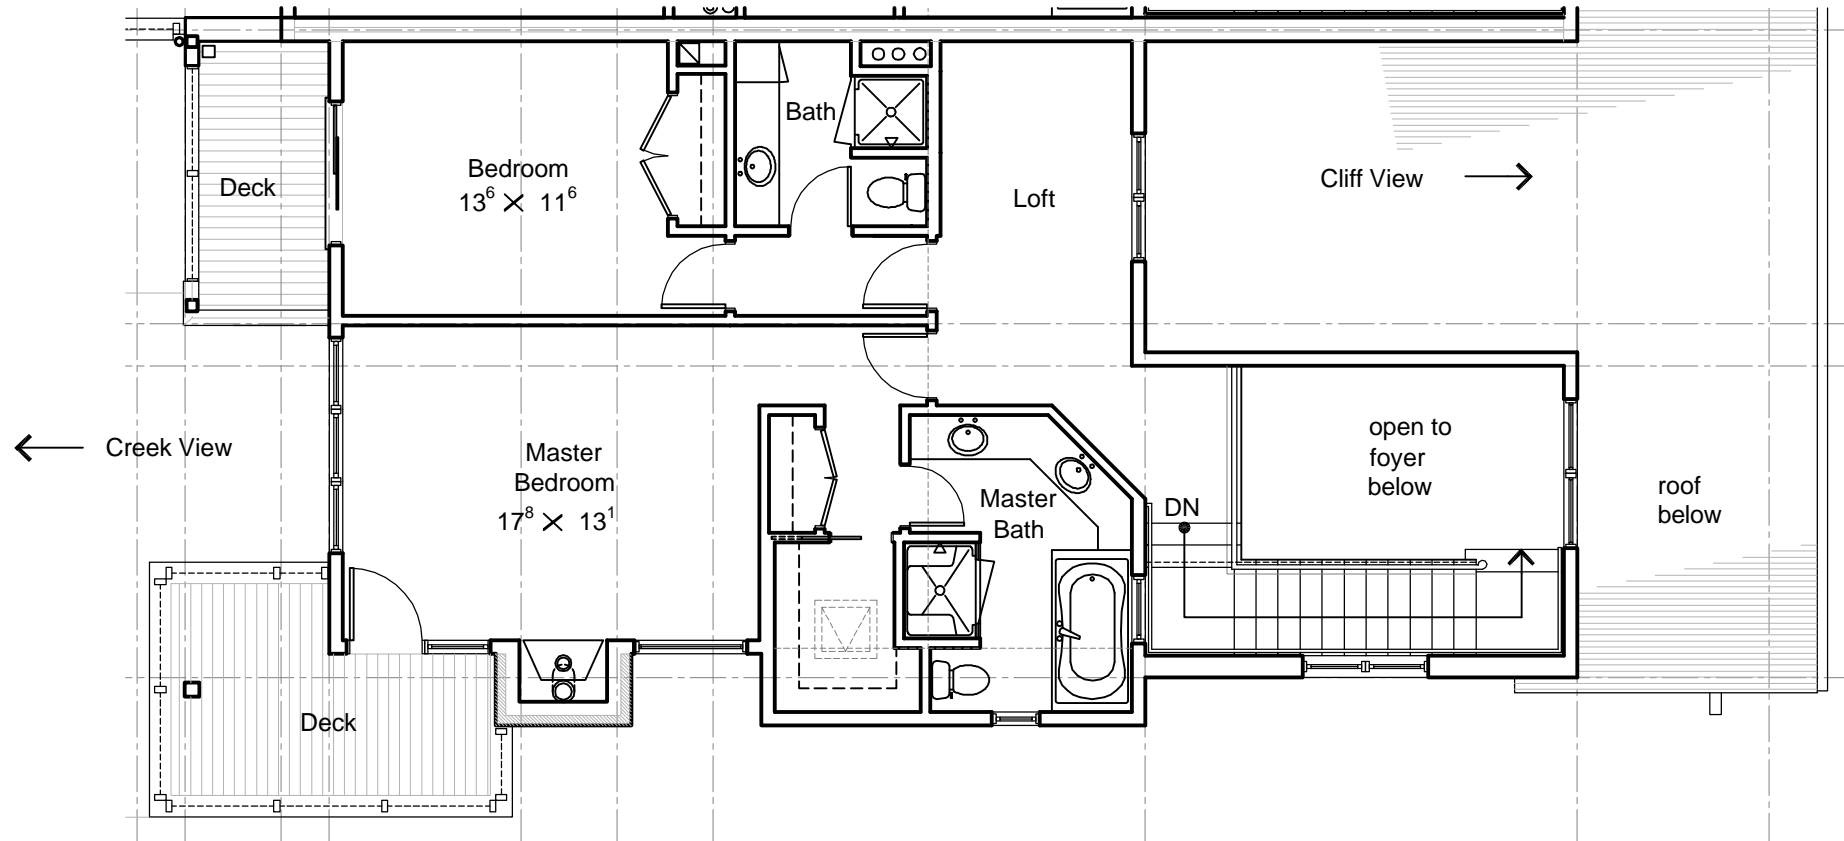 Bath
Bedroom
13⁶ X 11⁶
Deck
Loft
Cliff View
Creek View
Master
Bedroom
17⁸ X 13¹
Master
Bath
DN
open to
foyer
below
roof
below
Deck